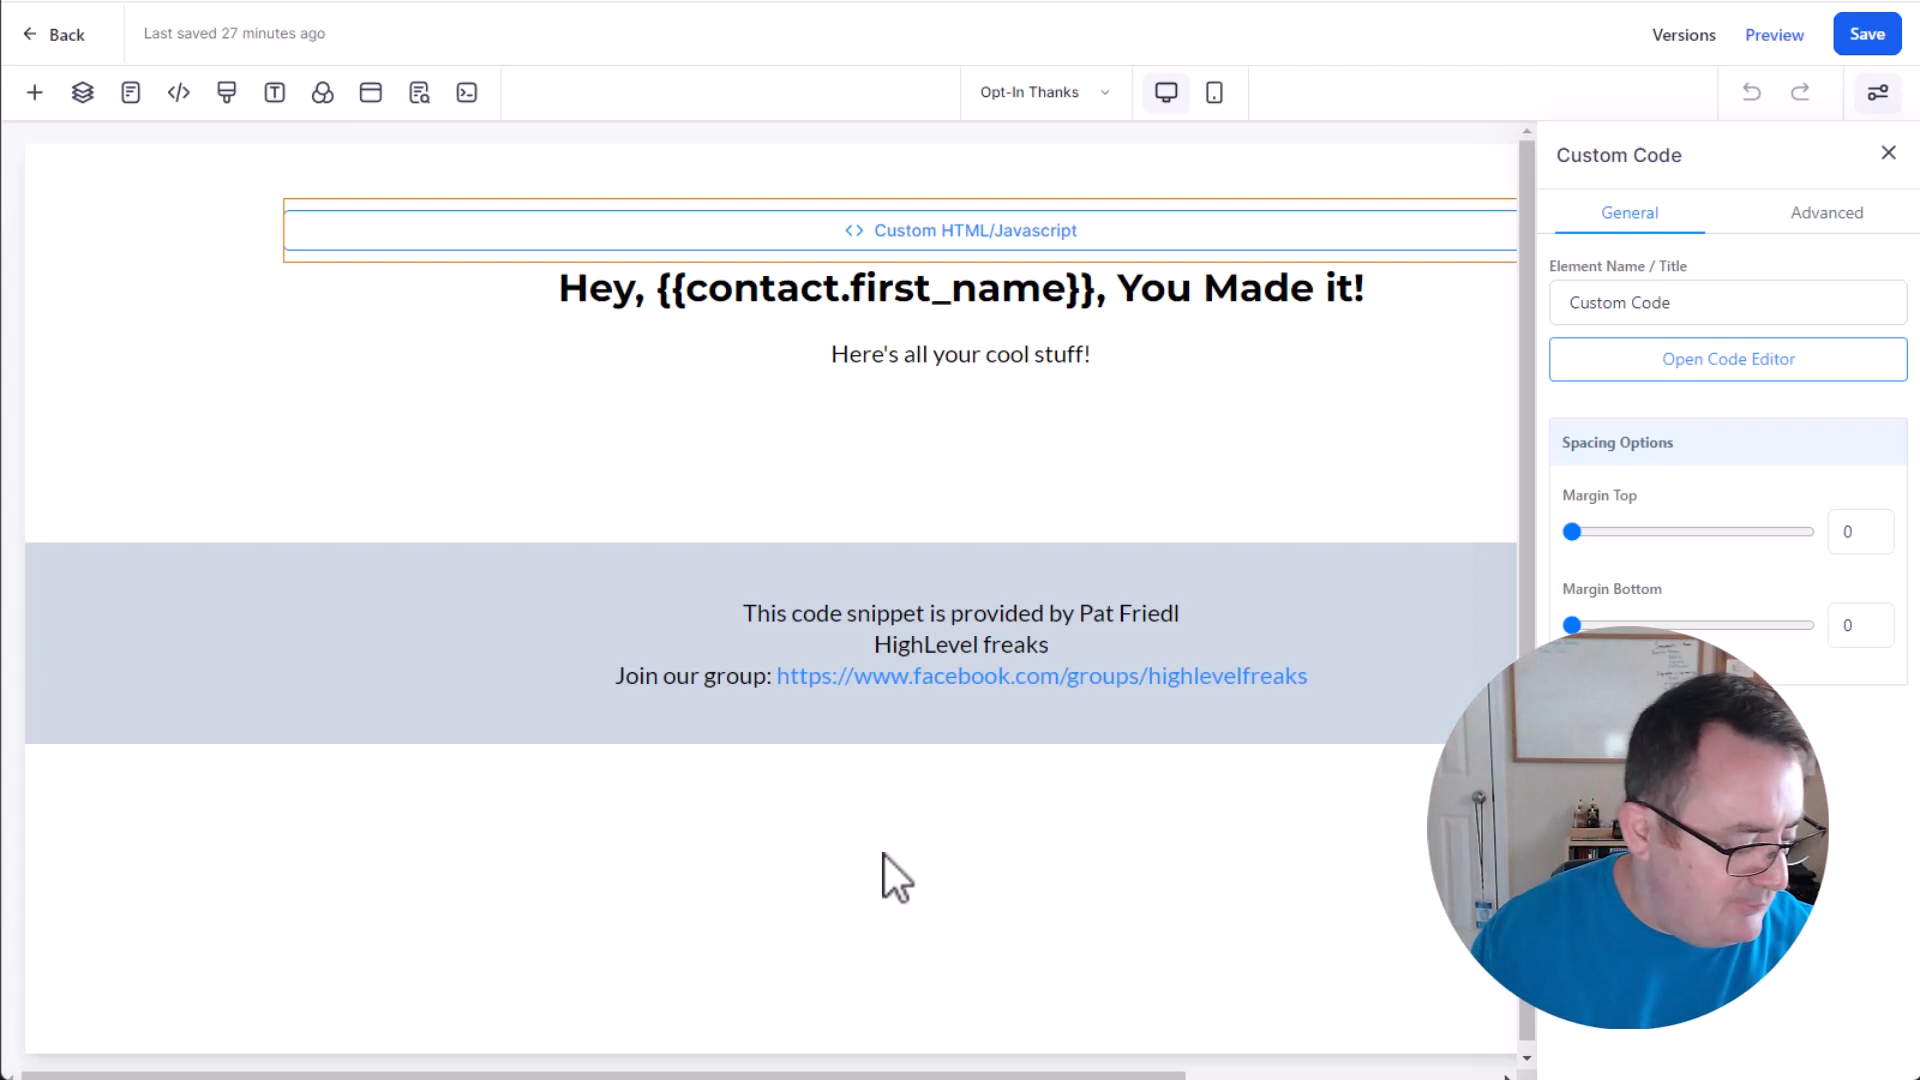 Back
Last saved 27 minutes ago
Versions
Preview
Save
Opt-In Thanks
Custom HTML/Javascript
Hey, {{contact.first_name}}, You Made it!
Here's all your cool stuff!
This code snippet is provided by Pat Friedl
HighLevel freaks
Join our group: https://www.facebook.com/groups/highlevelfreaks
Custom Code
General
Advanced
Element Name / Title
Custom Code
Open Code Editor
Spacing Options
Margin Top
0
Margin Bottom
0